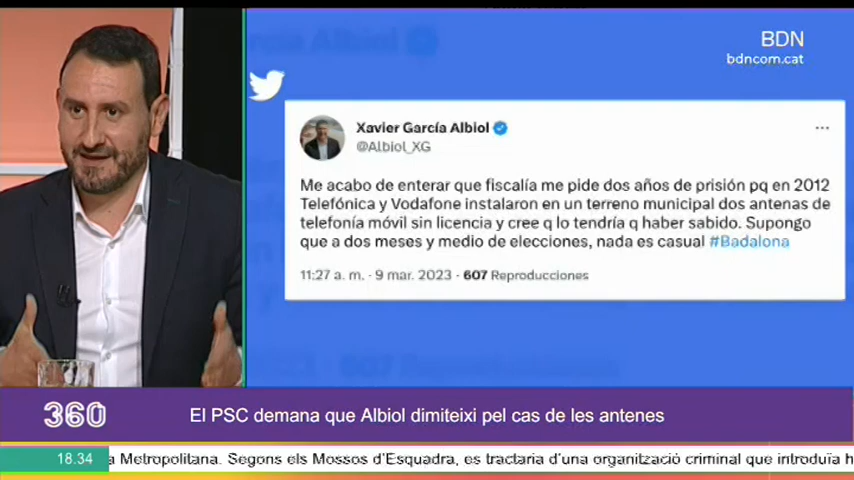 BDN
bdncom.cat
Xavier García Albiol
@Albiol_XG
Me acabo de enterar que fiscalía me pide dos años de prisión pq en 2012
Telefónica y Vodafone instalaron en un terreno municipal dos antenas de
telefonía móvil sin licencia y cree q lo tendría q haber sabido. Supongo
que a dos meses y medio de elecciones, nada es casual #Badalona
11:27 a. m. · 9 mar. 2023 · 607 Reproducciones
360
El PSC demana que Albiol dimiteixi pel cas de les antenes
18.34
a Metropolitana. Segons els Mossos d'Esquadra, es tractaria d'una organització criminal que introduïa h